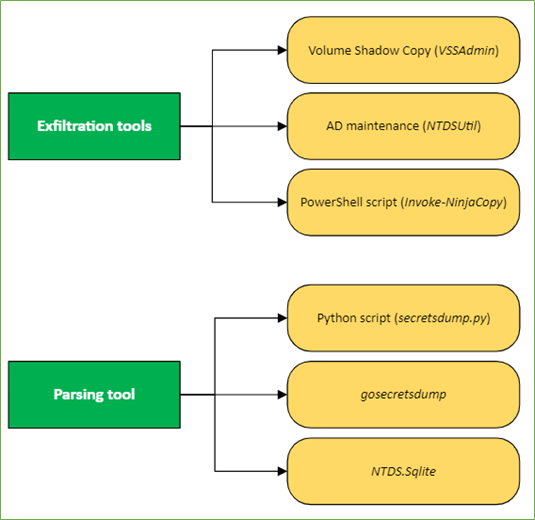 Volume Shadow Copy (VSSAdmin)
Exfiltration tools
AD maintenance (NTDSUtil)
PowerShell script (Invoke-NinjaCopy)
Python script (secretsdump.py)
Parsing tool
gosecretsdump
NTDS.Sqlite